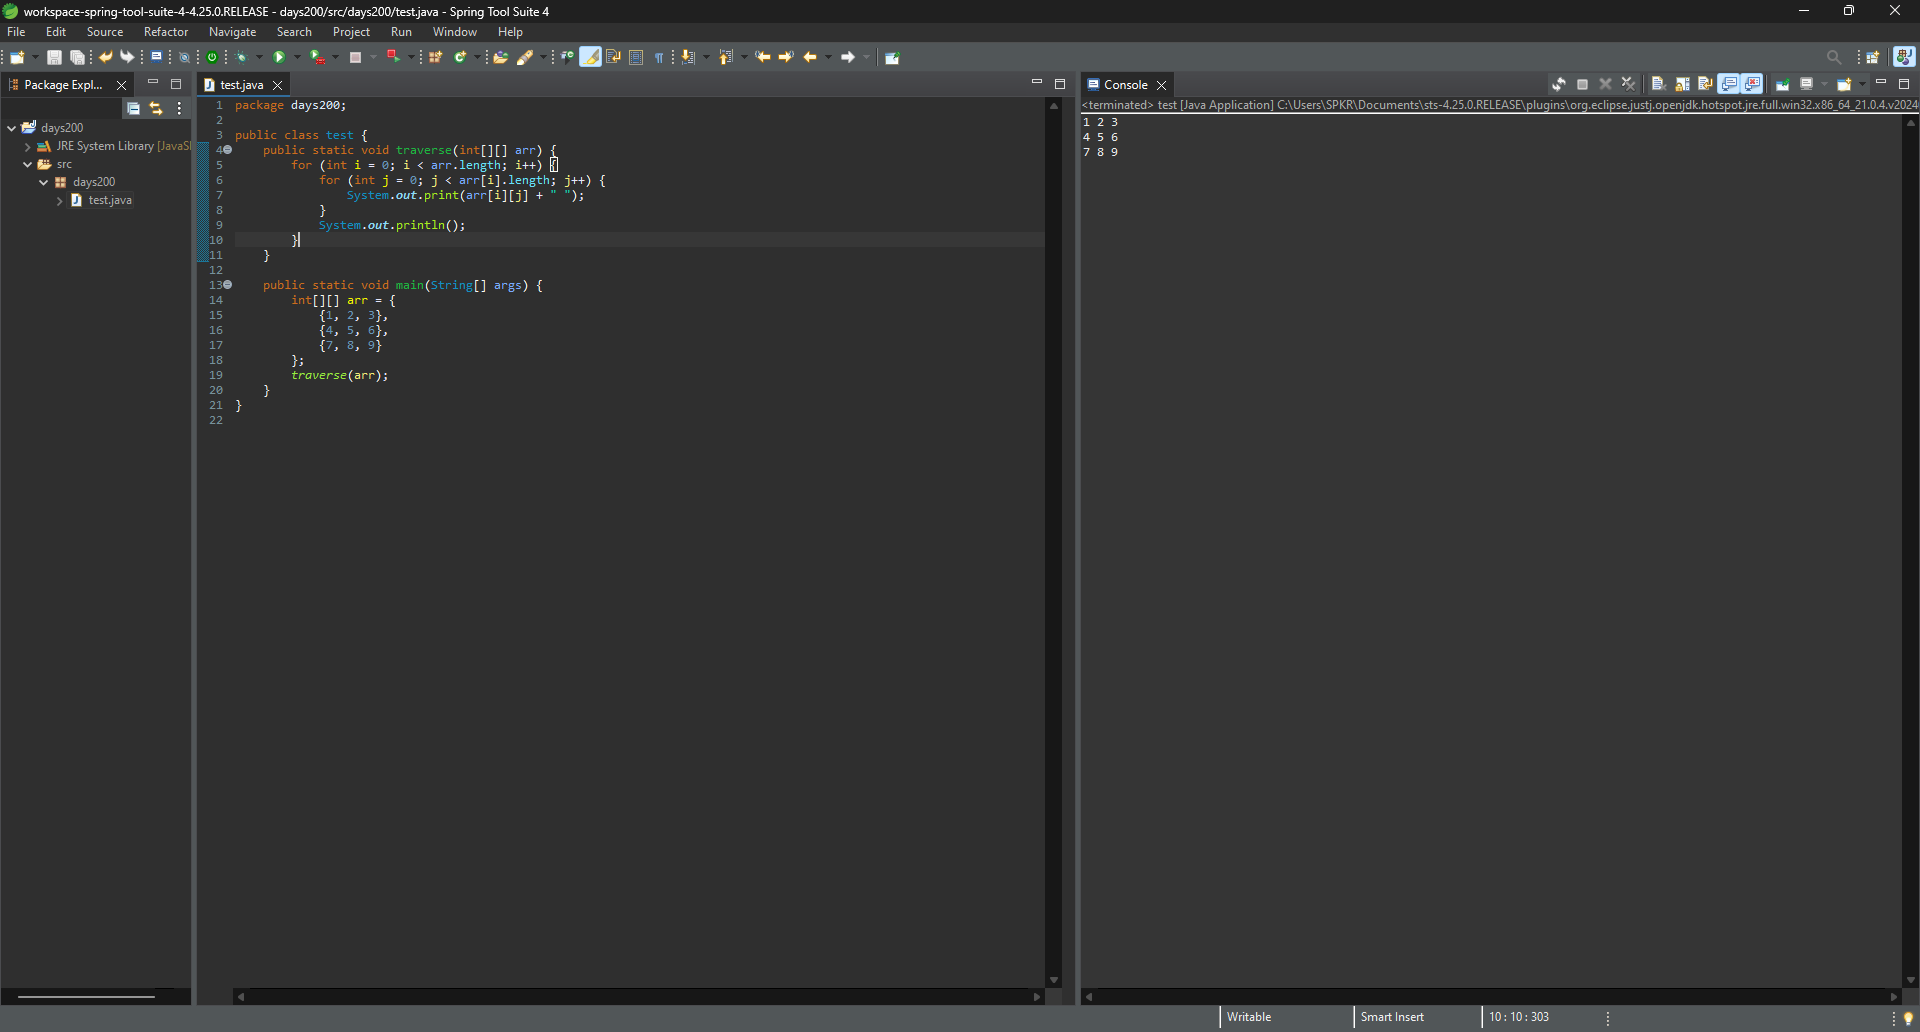 workspace-spring-tool-suite-4-4.25.0.RELEASE - days200/src/days200/test.java - Spring Tool Suite 4
File Edit Source Refactor Navigate Search Project Run Window Help
Package Expl...
days200
JRE System Library [JavaS
src
days200
test.java
test.java
1 package days200;
2
3 public class test {
4 public static void traverse(int[][] arr) {
5 for (int i = 0; i < arr.length; i++) {
6 for (int j = 0; j < arr[i].length; j++) {
7 System.out.print(arr[i][j] + " ");
8 }
9 System.out.println();
10 }
11 }
12
13 public static void main(String[] args) {
14 int[][] arr = {
15 {1, 2, 3},
16 {4, 5, 6},
17 {7, 8, 9}
18 };
19 traverse(arr);
20 }
21 }
22
Console
<terminated> test [Java Application] C:\Users\SPKR\Documents\sts-4.25.0.RELEASE\plugins\org.eclipse.justj.openjdk.hotspot.jre.full.win32.x86_64_21.0.4.v2024
1 2 3
4 5 6
7 8 9
Writable Smart Insert 10 : 10 : 303